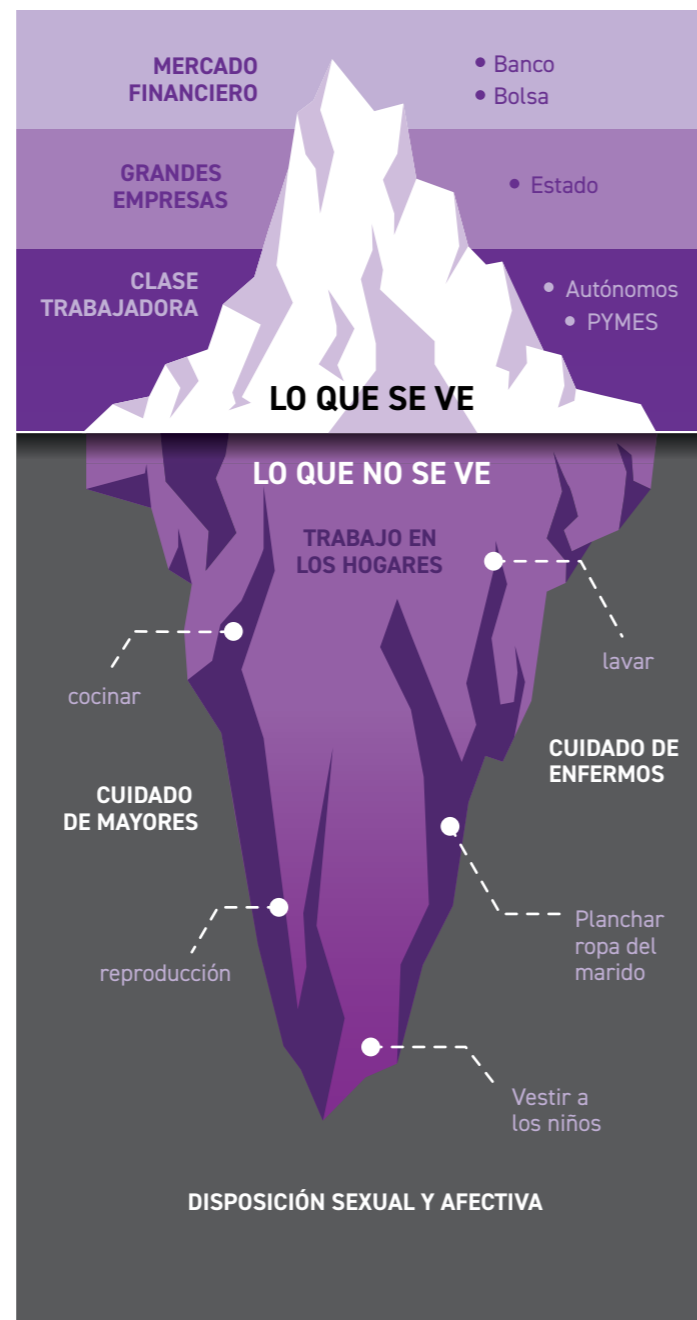 MERCADO
FINANCIERO
• Banco
• Bolsa
GRANDES
EMPRESAS
• Estado
CLASE
TRABAJADORA
• Autónomos
• PYMES
LO QUE SE VE
LO QUE NO SE VE
TRABAJO EN
LOS HOGARES
cocinar
lavar
CUIDADO DE
ENFERMOS
CUIDADO
DE MAYORES
reproducción
Planchar
ropa del
marido
Vestir a
los niños
DISPOSICIÓN SEXUAL Y AFECTIVA